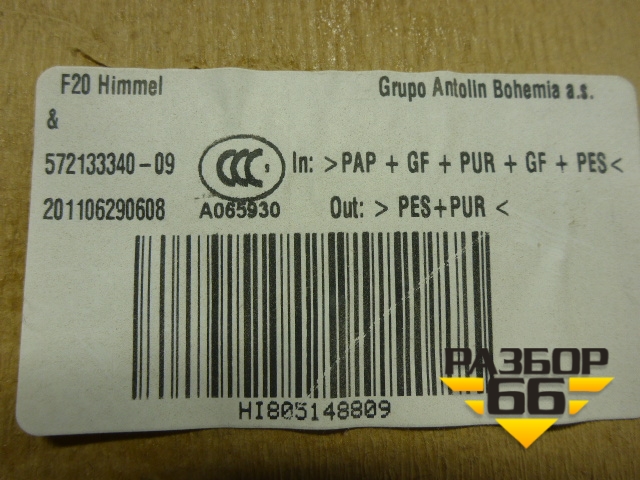 F20 Himmel
Grupo Antolin Bohemia a.s.
&
572133340-09
CCC
In: >PAP + GF + PUR + GF + PES<
201106290608
A065930
Out: > PES+PUR <
HI805148809
РАЗБОР
66